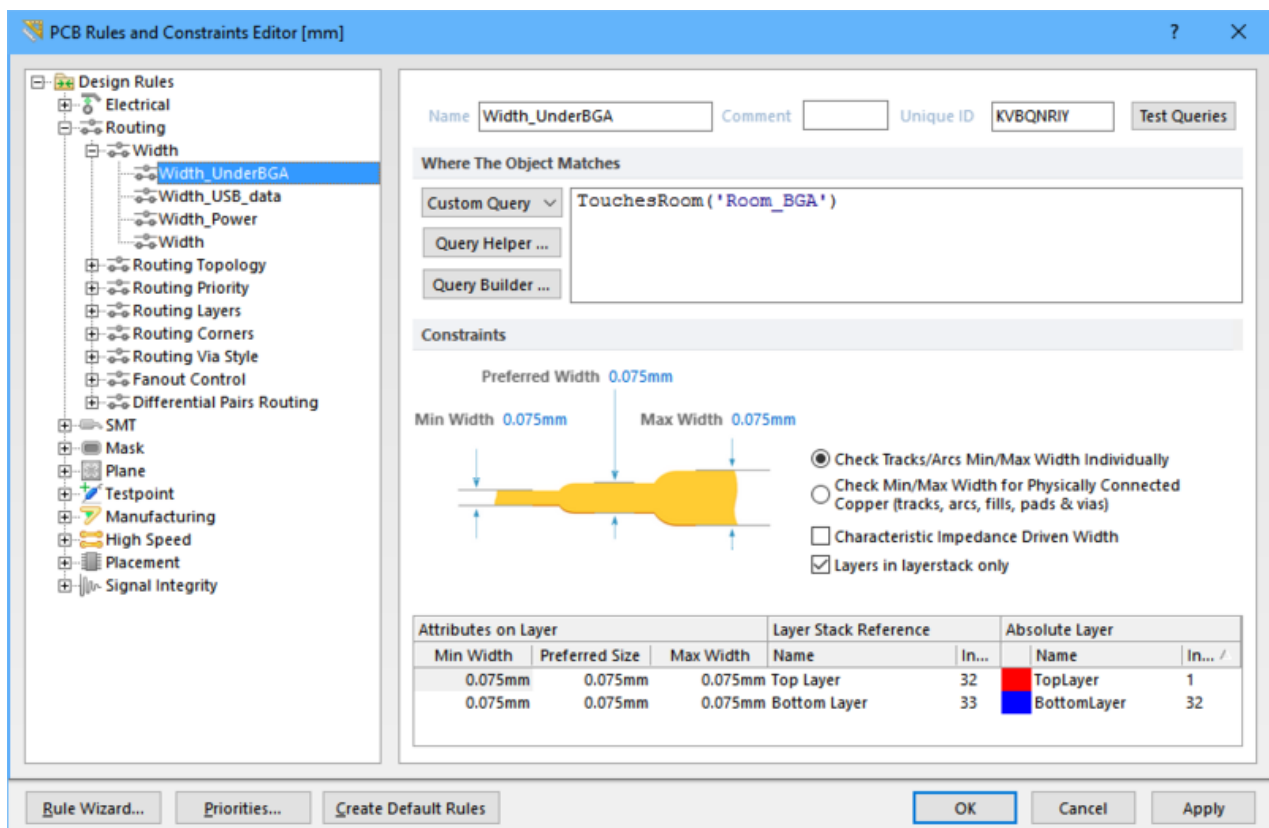 PCB Rules and Constraints Editor [mm]
?
Design Rules
Electrical
Routing
Width
Width_UnderBGA
Width_USB_data
Width_Power
Width
Routing Topology
Routing Priority
Routing Layers
Routing Corners
Routing Via Style
Fanout Control
Differential Pairs Routing
SMT
Mask
Plane
Testpoint
Manufacturing
High Speed
Placement
Signal Integrity
Name Width_UnderBGA Comment Unique ID KVBQNRIY Test Queries
Where The Object Matches
Custom Query TouchesRoom('Room_BGA')
Query Helper ...
Query Builder ...
Constraints
Preferred Width 0.075mm
Min Width 0.075mm Max Width 0.075mm
Check Tracks/Arcs Min/Max Width Individually
Check Min/Max Width for Physically Connected
Copper (tracks, arcs, fills, pads & vias)
Characteristic Impedance Driven Width
Layers in layerstack only
Attributes on Layer Layer Stack Reference Absolute Layer
Min Width Preferred Size Max Width Name In... Name In...
0.075mm 0.075mm 0.075mm Top Layer 32 TopLayer 1
0.075mm 0.075mm 0.075mm Bottom Layer 33 BottomLayer 32
Rule Wizard... Priorities... Create Default Rules OK Cancel Apply